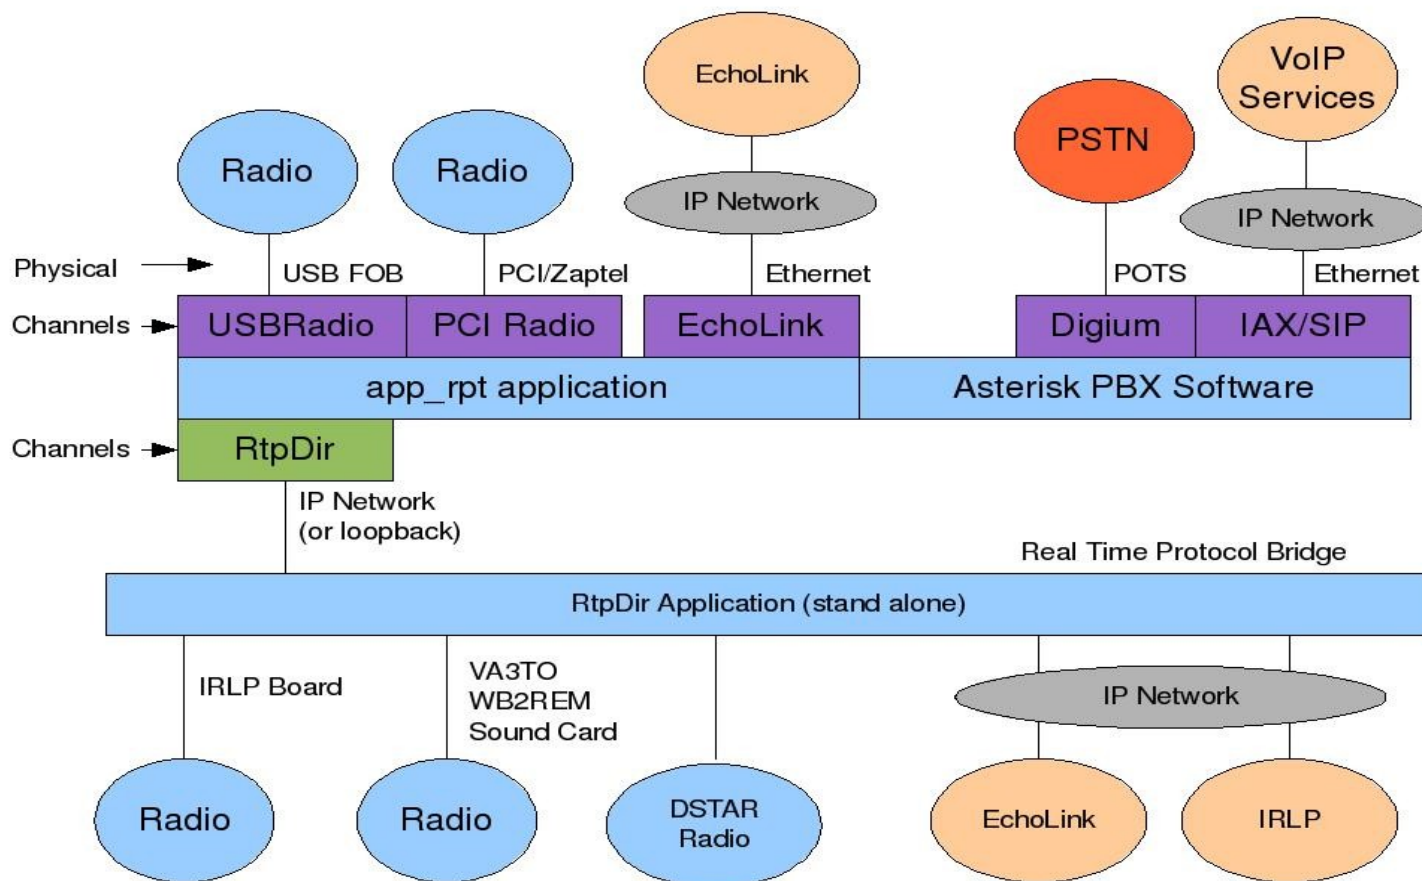 EchoLink
VoIP
Services
PSTN
Radio
Radio
IP Network
IP Network
Physical
USB FOB
PCI/Zaptel
Ethernet
POTS
Ethernet
Channels
USBRadio
PCI Radio
EchoLink
Digium
IAX/SIP
app_rpt application
Asterisk PBX Software
Channels
RtpDir
IP Network
(or loopback)
Real Time Protocol Bridge
RtpDir Application (stand alone)
IRLP Board
VA3TO
WB2REM
Sound Card
IP Network
Radio
Radio
DSTAR
Radio
EchoLink
IRLP